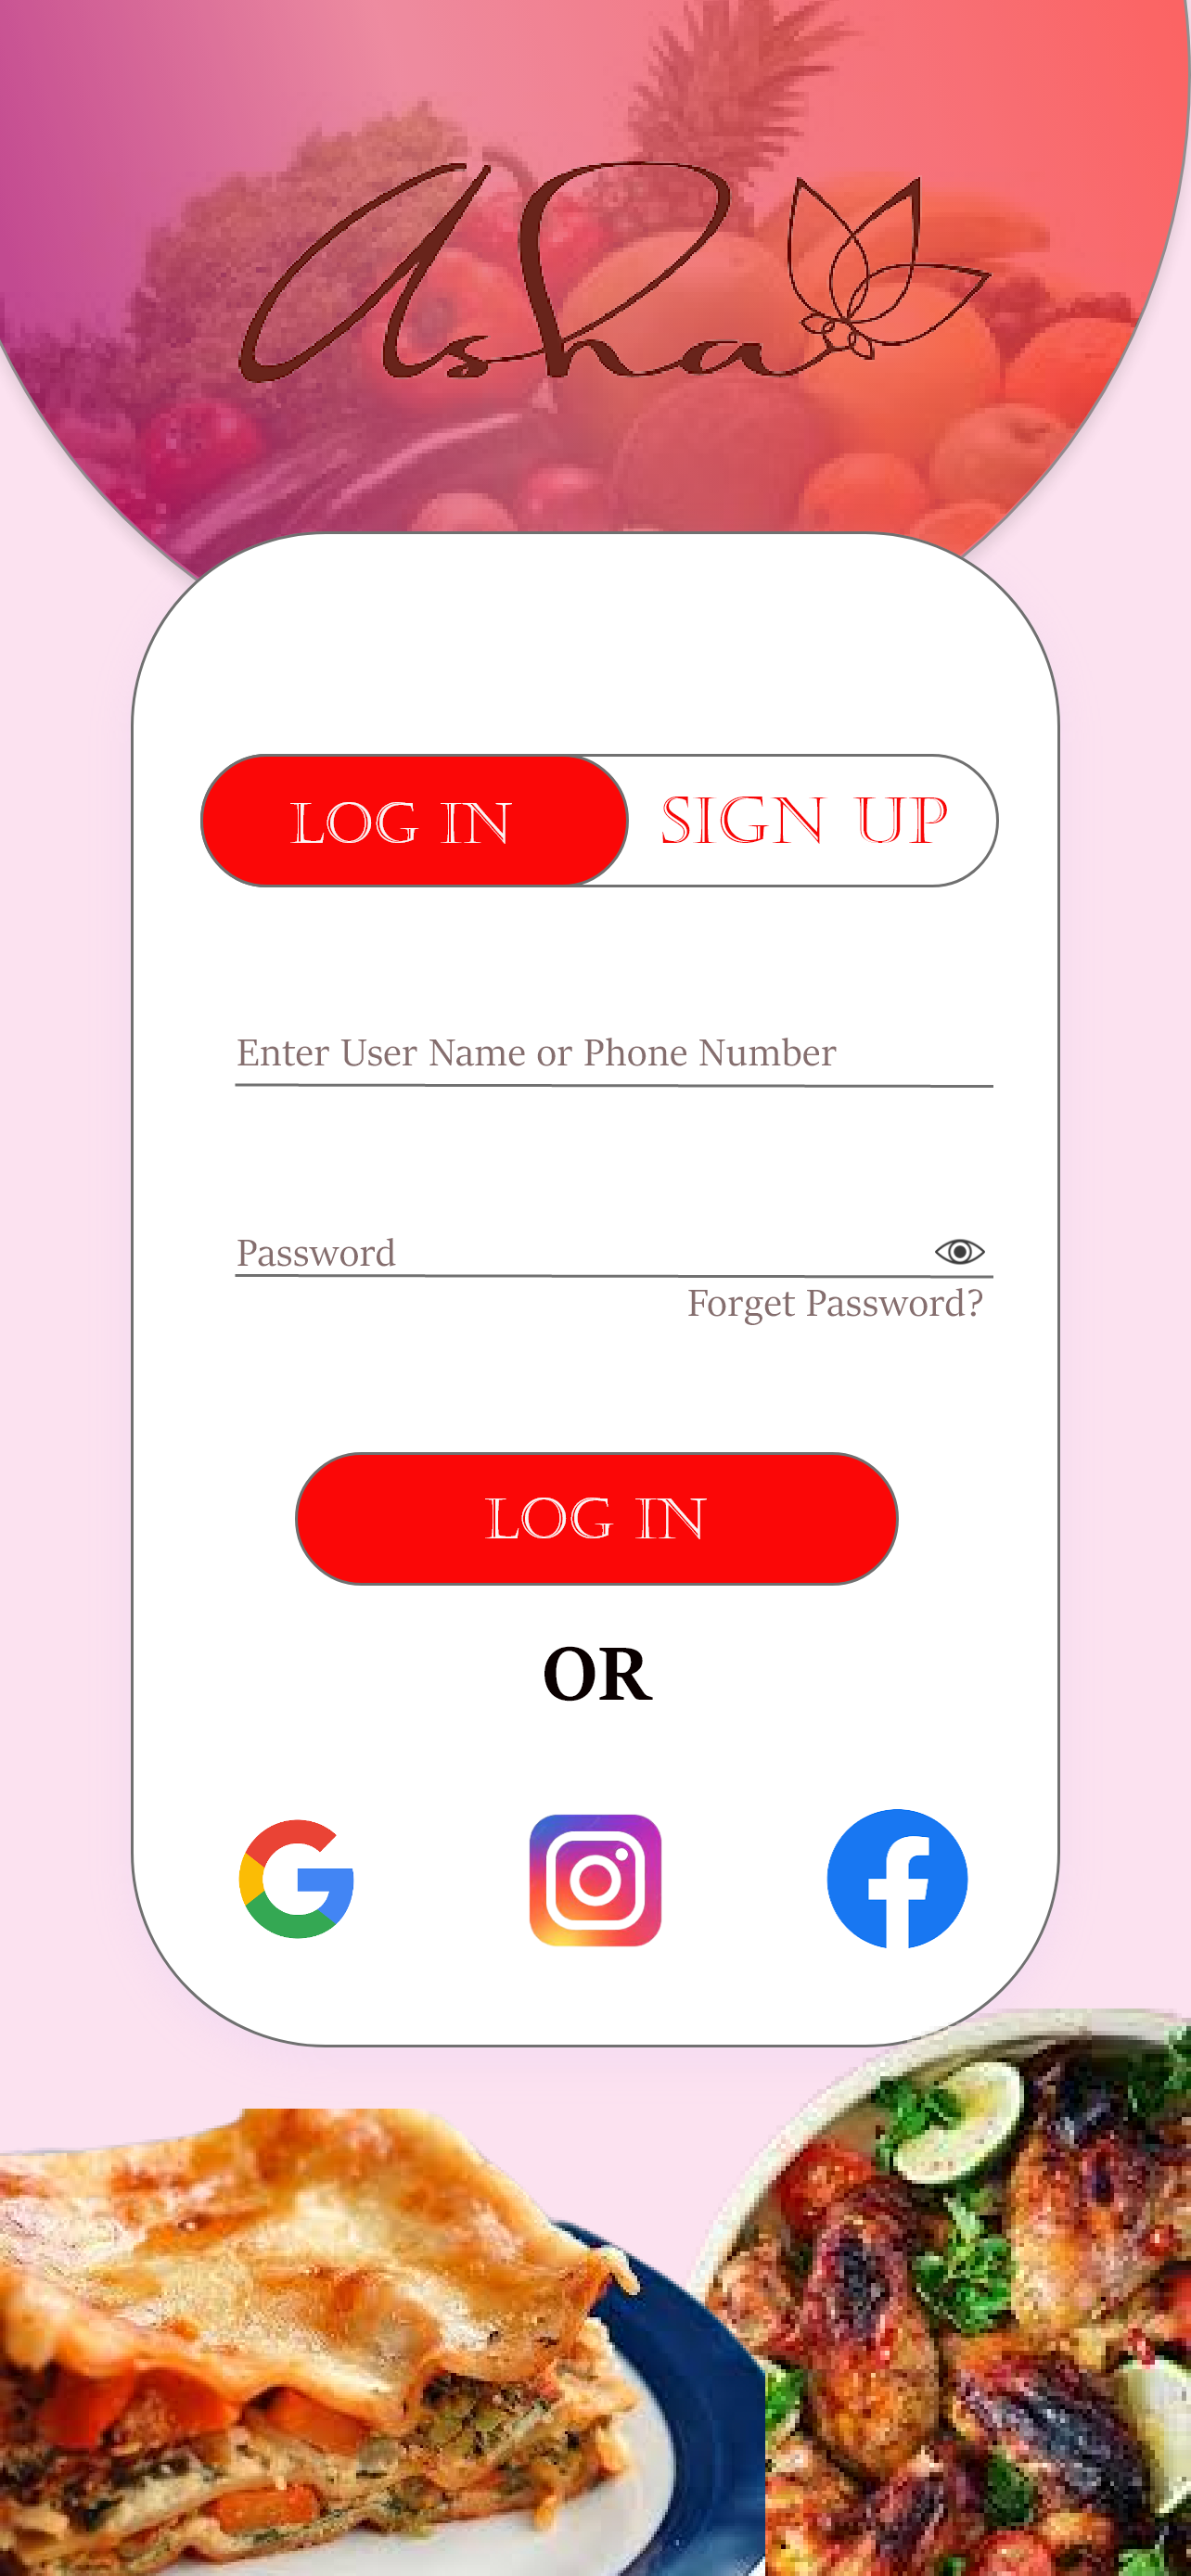 Asha
LOG IN SIGN UP
Enter User Name or Phone Number
Password
Forget Password?
LOG IN
OR